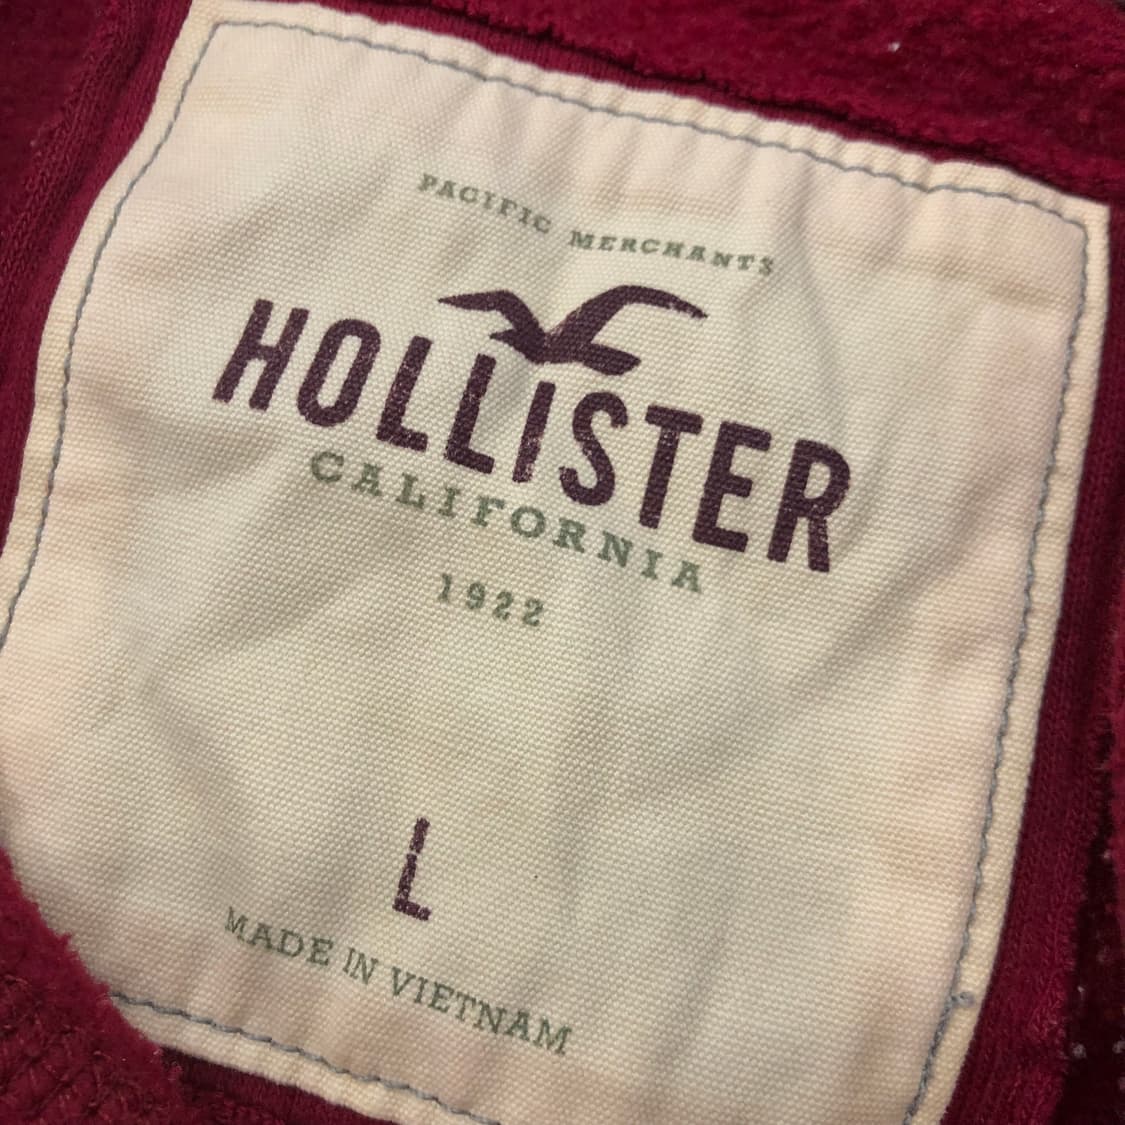 PACIFIC MERCHANTS
HOLLISTER
CALIFORNIA
1922
L
MADE IN VIETNAM